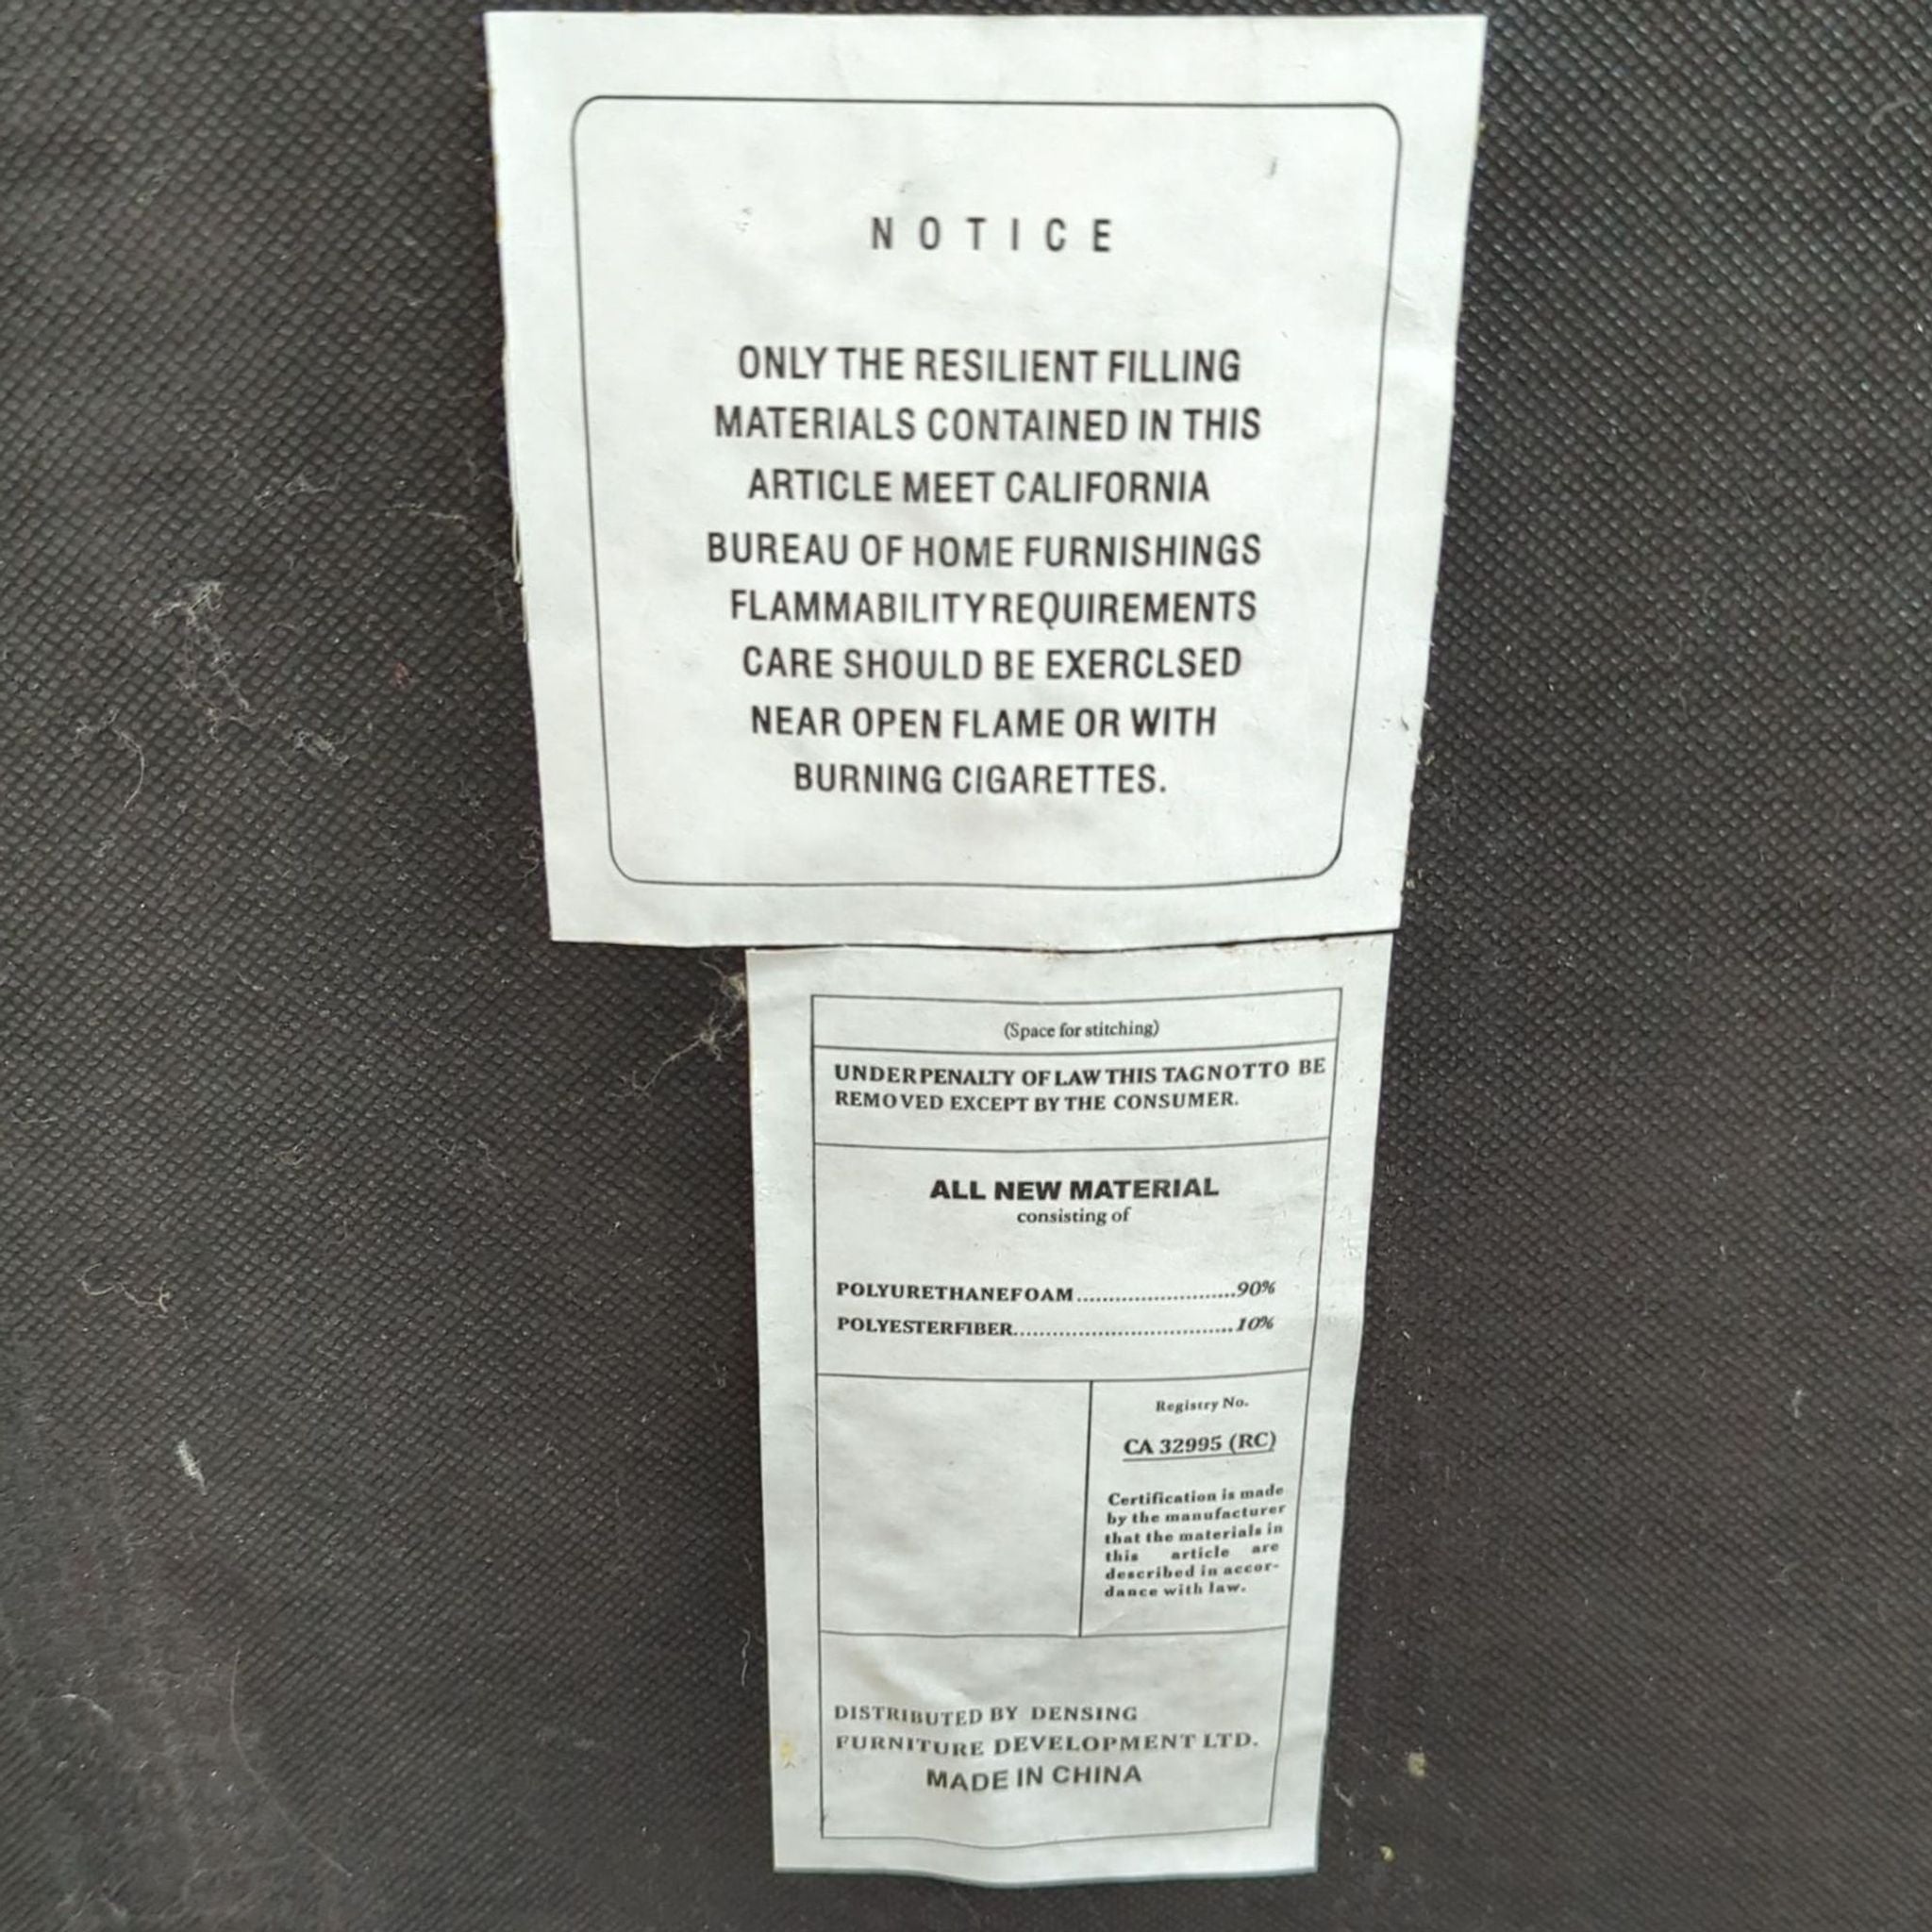 NOTICE
ONLY THE RESILIENT FILLING
MATERIALS CONTAINED IN THIS
ARTICLE MEET CALIFORNIA
BUREAU OF HOME FURNISHINGS
FLAMMABILITY REQUIREMENTS
CARE SHOULD BE EXERCLSED
NEAR OPEN FLAME OR WITH
BURNING CIGARETTES.
(Space for stitching)
UNDER PENALTY OF LAW THIS TAGNOTTO BE
REMOVED EXCEPT BY THE CONSUMER.
ALL NEW MATERIAL
consisting of
POLYURETHANEFOAM........................90%
POLYESTERFIBER.................................10%
Registry No.
CA 32995 (RC)
Certification is made
by the manufacturer
that the materials in
this article are
described in accor-
dance with law.
DISTRIBUTED BY DENSING
FURNITURE DEVELOPMENT LTD.
MADE IN CHINA